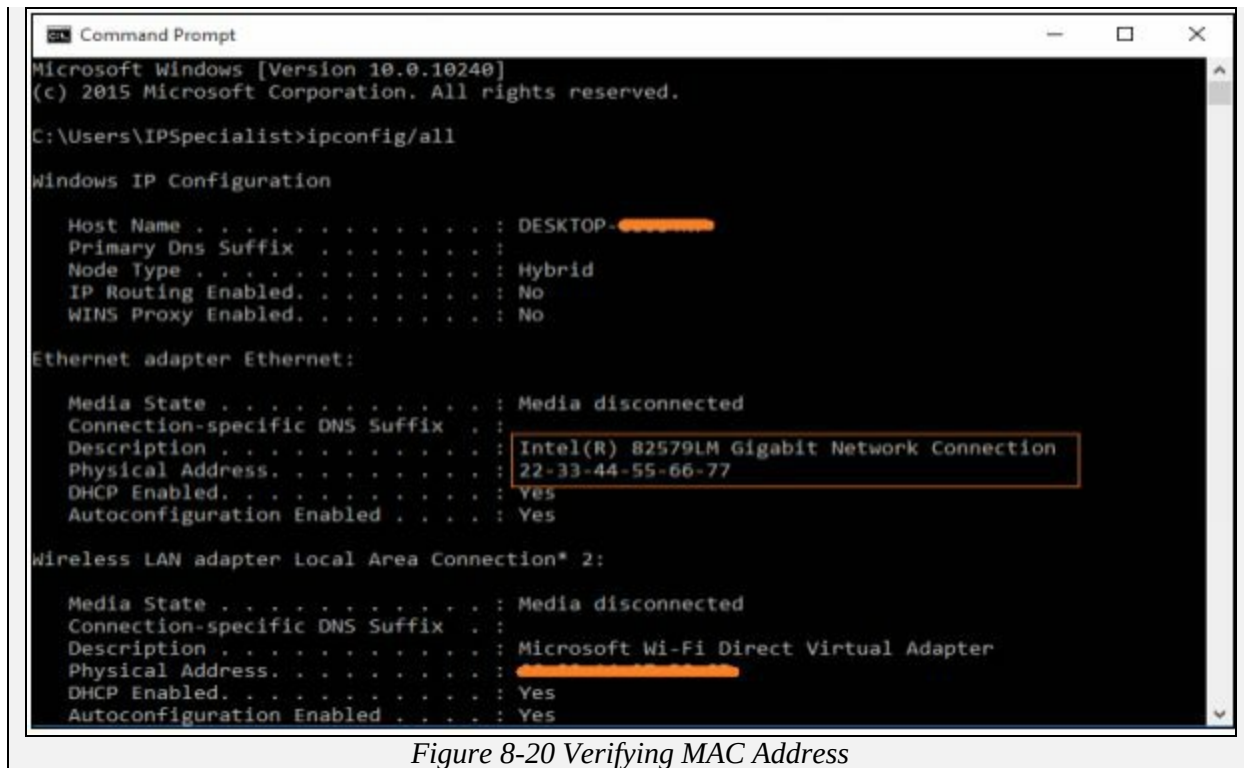 Command Prompt
Microsoft Windows [Version 10.0.10240]
(c) 2015 Microsoft Corporation. All rights reserved.
C:\Users\IPSpecialist>ipconfig/all
Windows IP Configuration
Host Name . . . . . . . . . . . . : DESKTOP-
Primary Dns Suffix . . . . . . . :
Node Type . . . . . . . . . . . . : Hybrid
IP Routing Enabled. . . . . . . . : No
WINS Proxy Enabled. . . . . . . . : No
Ethernet adapter Ethernet:
Media State . . . . . . . . . . . : Media disconnected
Connection-specific DNS Suffix . :
Description . . . . . . . . . . . : Intel(R) 82579LM Gigabit Network Connection
Physical Address. . . . . . . . . : 22-33-44-55-66-77
DHCP Enabled. . . . . . . . . . . : Yes
Autoconfiguration Enabled . . . . : Yes
Wireless LAN adapter Local Area Connection* 2:
Media State . . . . . . . . . . . : Media disconnected
Connection-specific DNS Suffix . :
Description . . . . . . . . . . . : Microsoft Wi-Fi Direct Virtual Adapter
Physical Address. . . . . . . . . :
DHCP Enabled. . . . . . . . . . . : Yes
Autoconfiguration Enabled . . . . : Yes
Figure 8-20 Verifying MAC Address